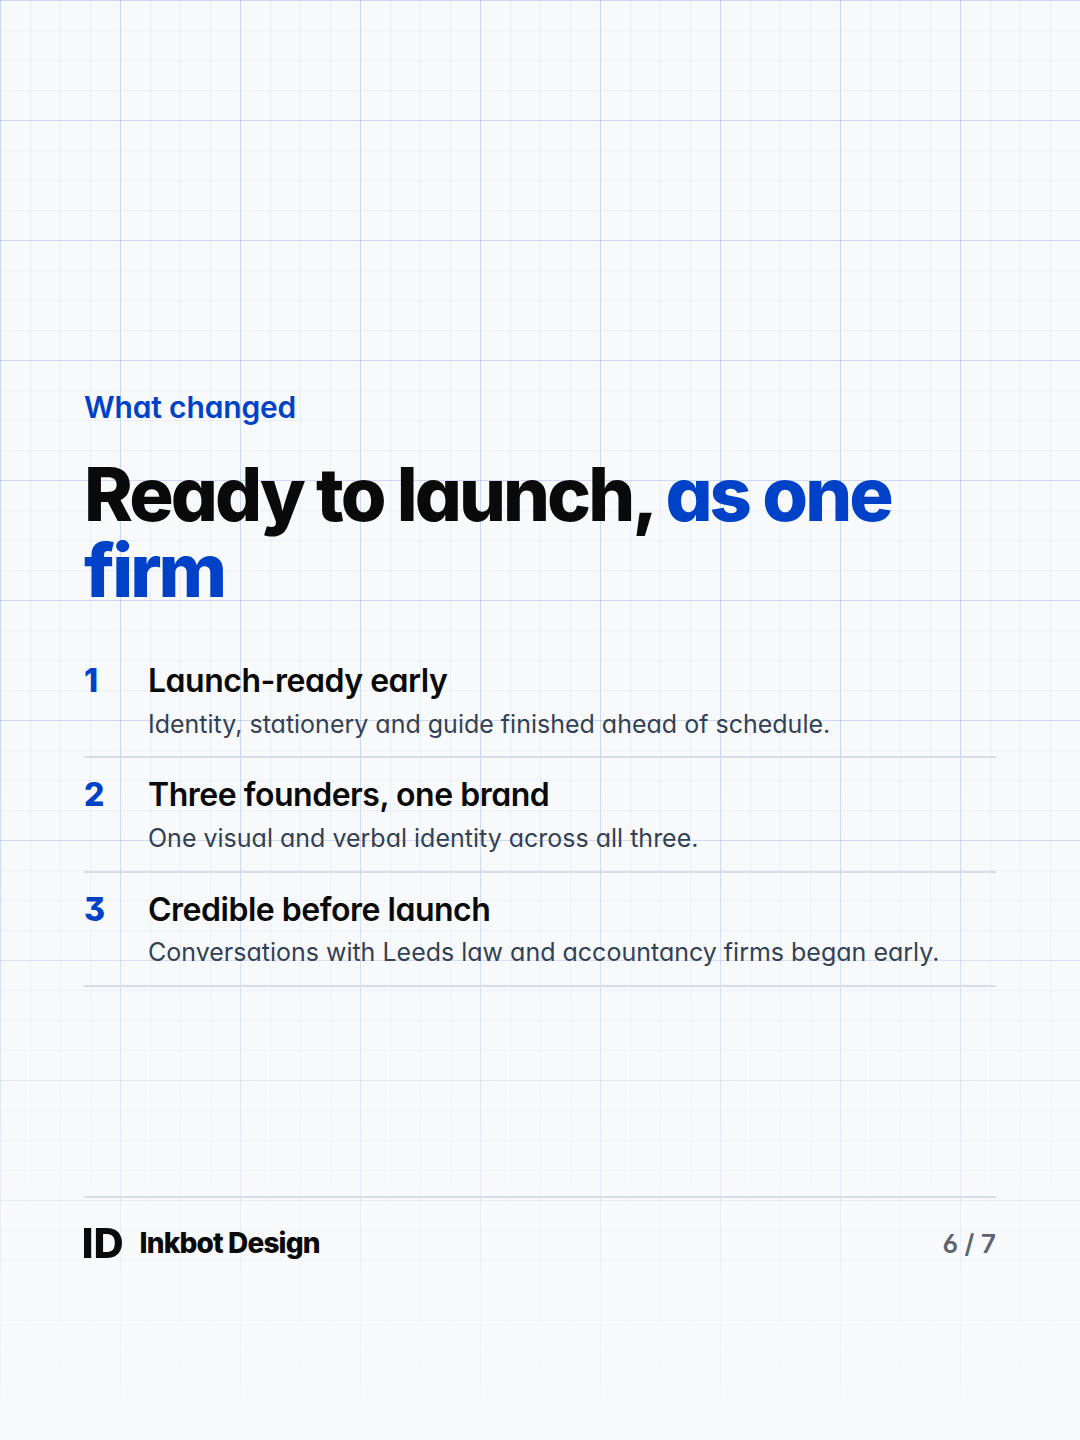 What changed
Ready to launch, as one
firm
1 Launch-ready early
Identity, stationery and guide finished ahead of schedule.
2 Three founders, one brand
One visual and verbal identity across all three.
3 Credible before launch
Conversations with Leeds law and accountancy firms began early.
ID Inkbot Design 6 / 7